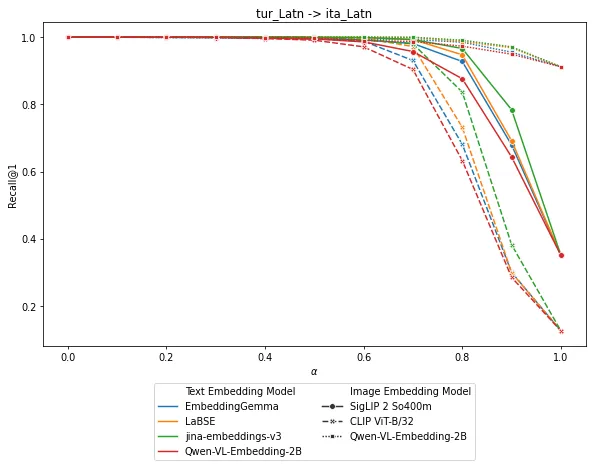 tur_Latn -> ita_Latn
1.0
0.8
0.6
0.4
0.2
Recall@1
0.0 0.2 0.4 0.6 0.8 1.0
α
Text Embedding Model Image Embedding Model
EmbeddingGemma SigLIP 2 So400m
LaBSE CLIP ViT-B/32
jina-embeddings-v3 Qwen-VL-Embedding-2B
Qwen-VL-Embedding-2B